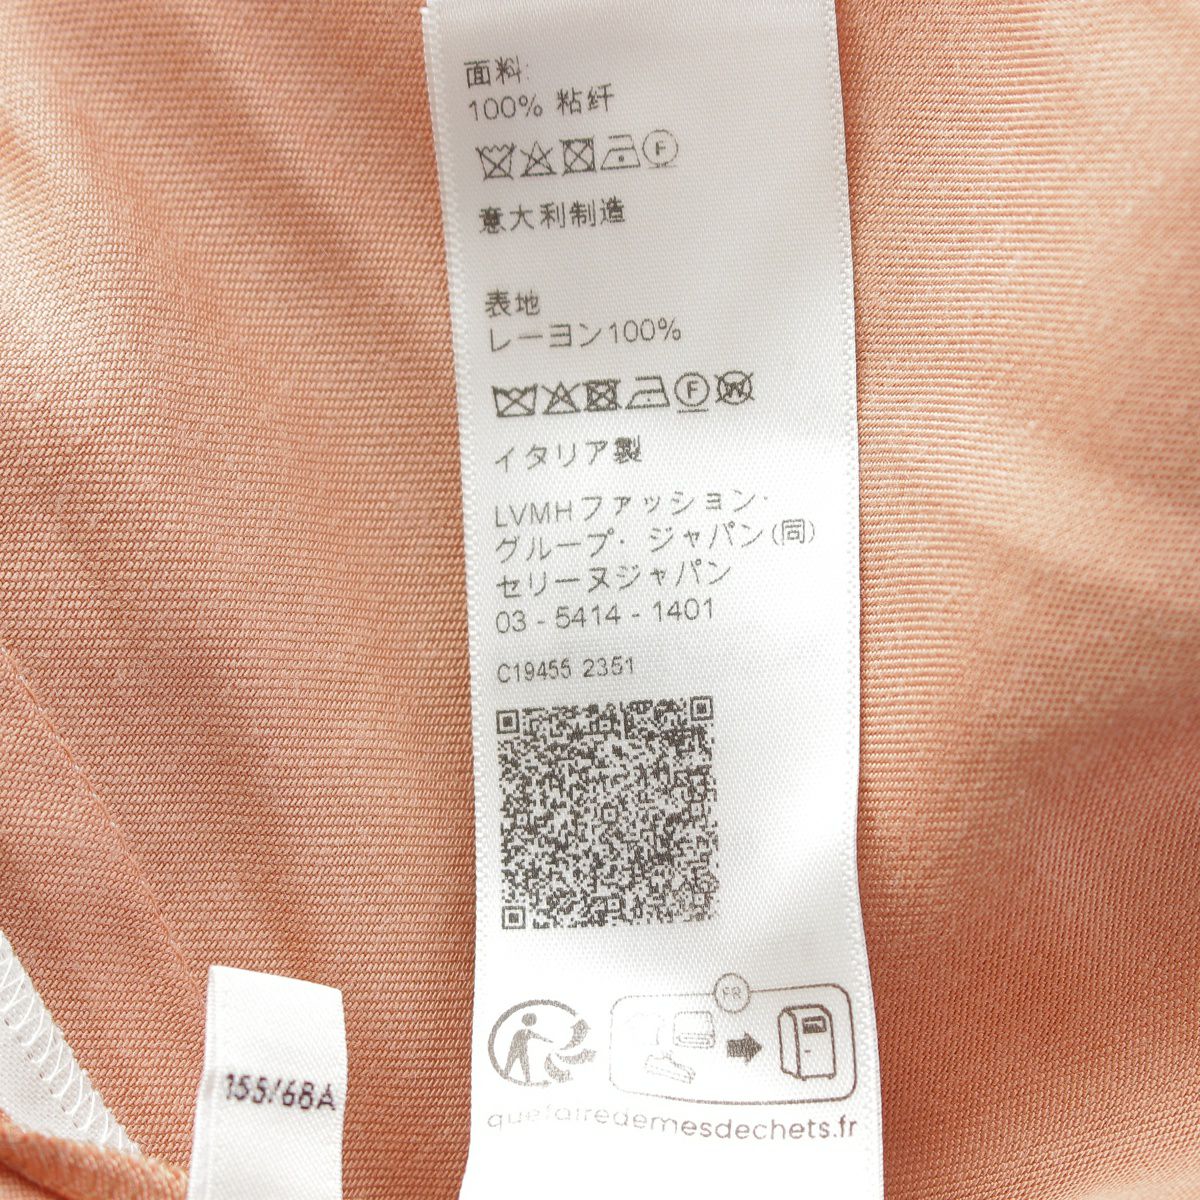 面料:
100% 粘纤
F
意大利制造
表地
レーヨン100%
F W
イタリア製
LVMHファッション・
グループ・ジャパン(同)
セリーヌジャパン
03 - 5414 - 1401
C19455 2351
FR
quefairedemesdechets.fr
155/68A